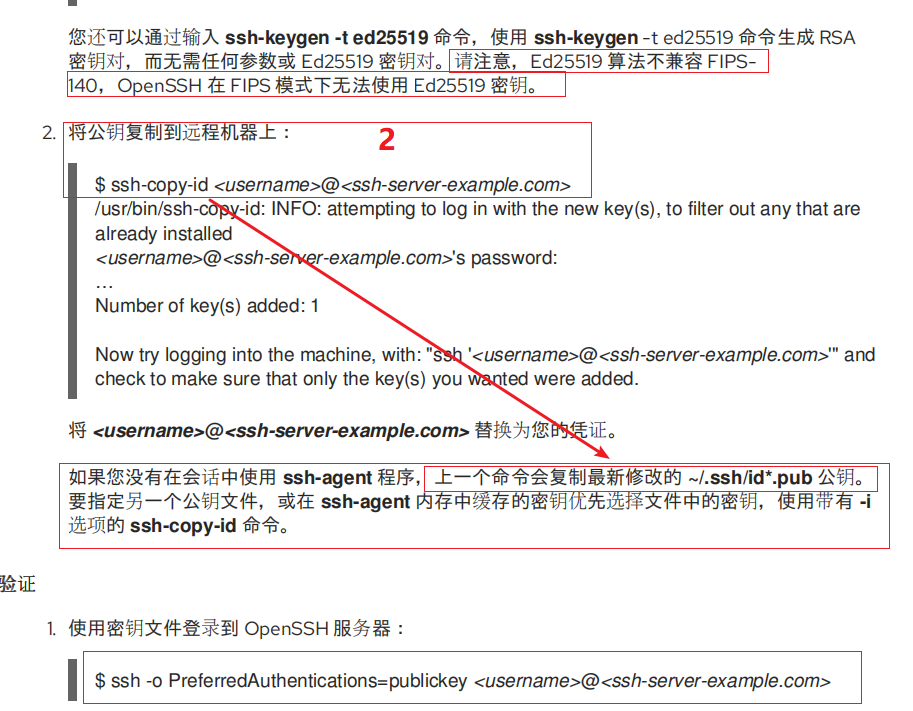 您还可以通过输入 ssh-keygen -t ed25519 命令，使用 ssh-keygen -t ed25519 命令生成 RSA
密钥对，而无需任何参数或 Ed25519 密钥对。请注意，Ed25519 算法不兼容 FIPS-
140，OpenSSH 在 FIPS 模式下无法使用 Ed25519 密钥。
2. 将公钥复制到远程机器上：
2
$ ssh-copy-id <username>@<ssh-server-example.com>
/usr/bin/ssh-copy-id: INFO: attempting to log in with the new key(s), to filter out any that are
already installed
<username>@<ssh-server-example.com>'s password:
…
Number of key(s) added: 1
Now try logging into the machine, with: "ssh '<username>@<ssh-server-example.com>'" and
check to make sure that only the key(s) you wanted were added.
将 <username>@<ssh-server-example.com> 替换为您的凭证。
如果您没有在会话中使用 ssh-agent 程序，上一个命令会复制最新修改的 ~/.ssh/id*.pub 公钥。
要指定另一个公钥文件，或在 ssh-agent 内存中缓存的密钥优先选择文件中的密钥，使用带有 -i
选项的 ssh-copy-id 命令。
验证
1. 使用密钥文件登录到 OpenSSH 服务器：
$ ssh -o PreferredAuthentications=publickey <username>@<ssh-server-example.com>